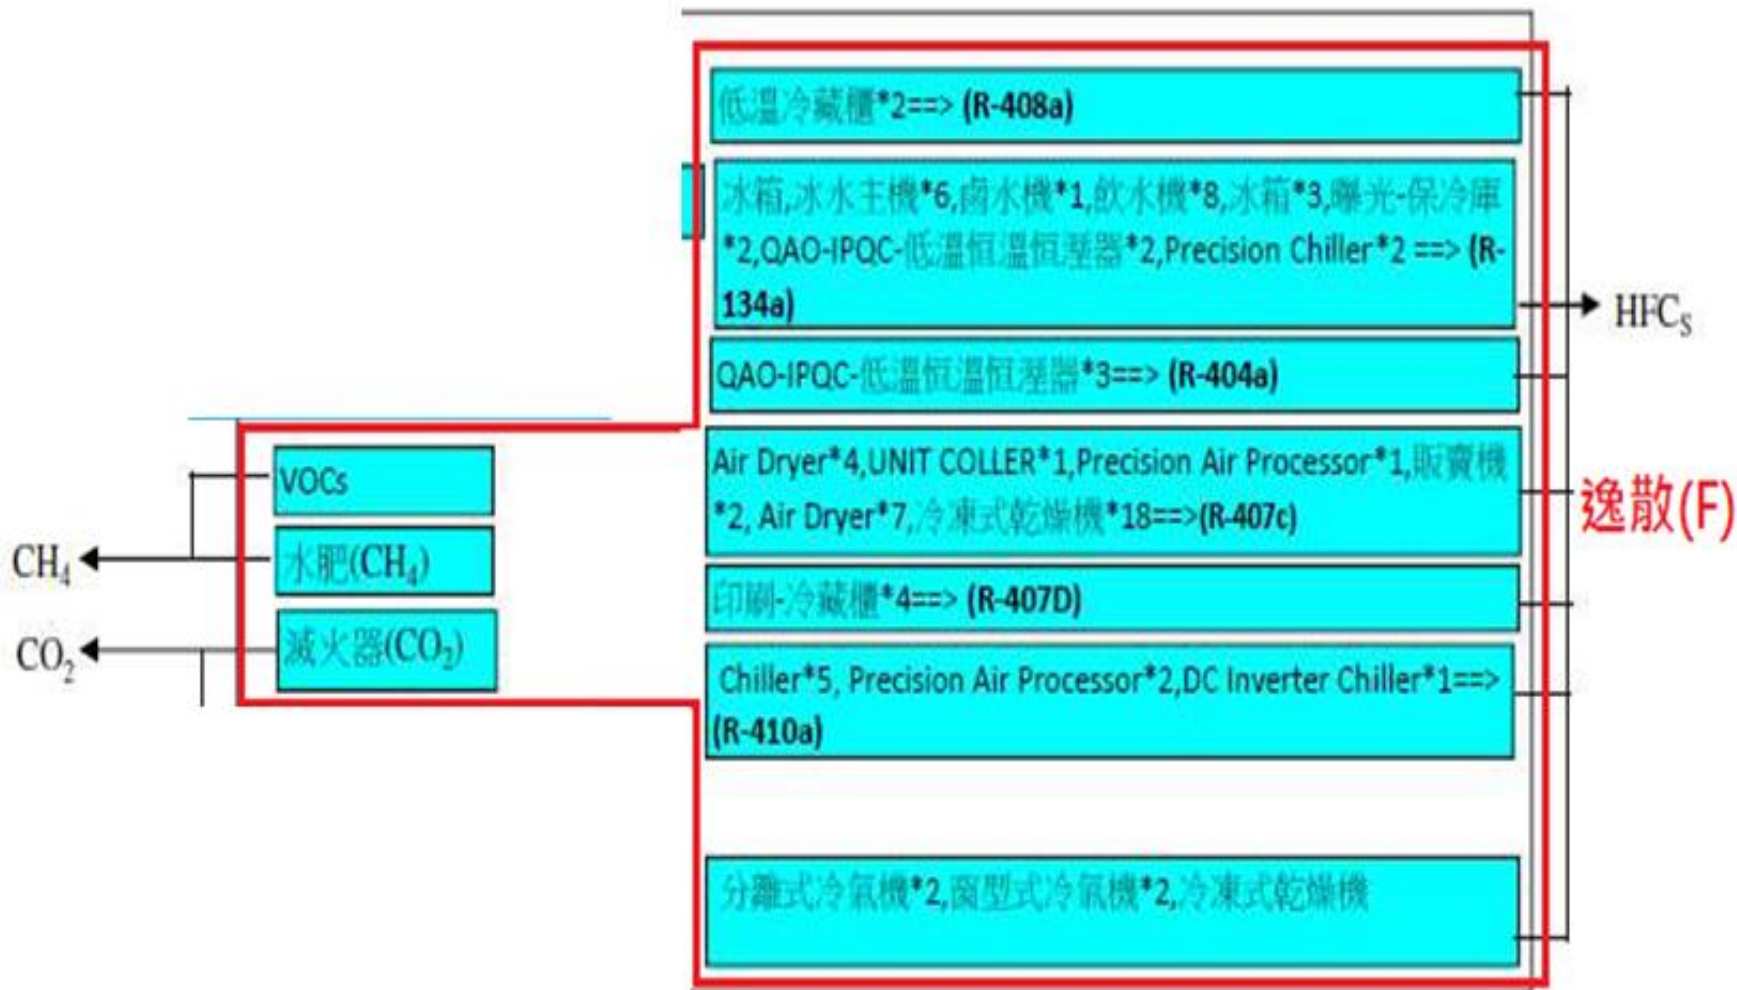 低溫冷藏櫃*2==> (R-408a)
冰箱,冰水主機*6,鹵水機*1,飲水機*8,冰箱*3,曝光-保冷庫
*2,QAO-IPQC-低溫恒溫恒溼器*2,Precision Chiller*2 ==> (R-
134a)
HFCS
QAO-IPQC-低溫恒溫恒溼器*3==> (R-404a)
Air Dryer*4,UNIT COLLER*1,Precision Air Processor*1,販賣機
*2, Air Dryer*7,冷凍式乾燥機*18==>(R-407c)
逸散(F)
印刷-冷藏櫃*4==> (R-407D)
Chiller*5, Precision Air Processor*2,DC Inverter Chiller*1==>
(R-410a)
分離式冷氣機*2,窗型式冷氣機*2,冷凍式乾燥機
VOCs
水肥(CH4)
CH4
滅火器(CO2)
CO2